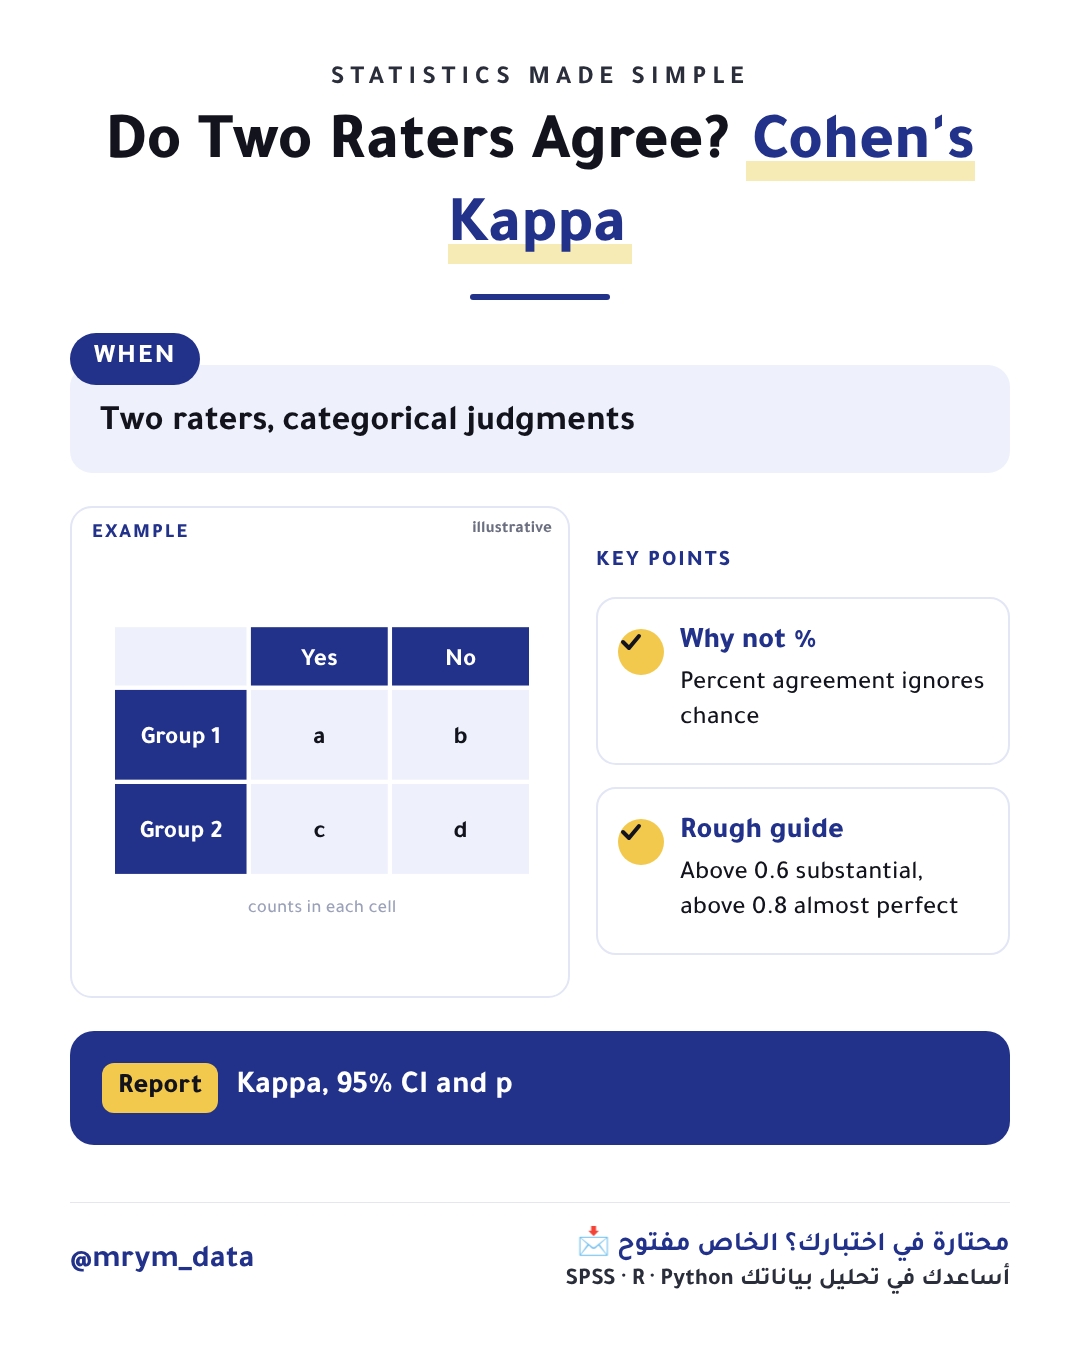 STATISTICS MADE SIMPLE
Do Two Raters Agree? Cohen's
Kappa
WHEN
Two raters, categorical judgments
EXAMPLE
illustrative
Yes No
Group 1 a b
Group 2 c d
counts in each cell
KEY POINTS
Why not %
Percent agreement ignores
chance
Rough guide
Above 0.6 substantial,
above 0.8 almost perfect
Report Kappa, 95% CI and p
@mrym_data
محتارة في اختبارك؟ الخاص مفتوح 📩
أساعدك في تحليل بياناتك SPSS · R · Python